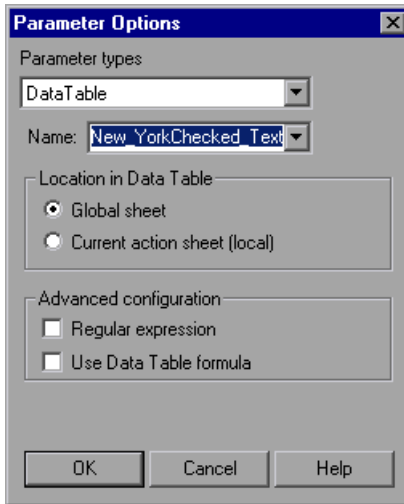 Parameter Options
Parameter types
DataTable
Name: New_YorkChecked_Text
Location in Data Table
Global sheet
Current action sheet (local)
Advanced configuration
Regular expression
Use Data Table formula
OK Cancel Help